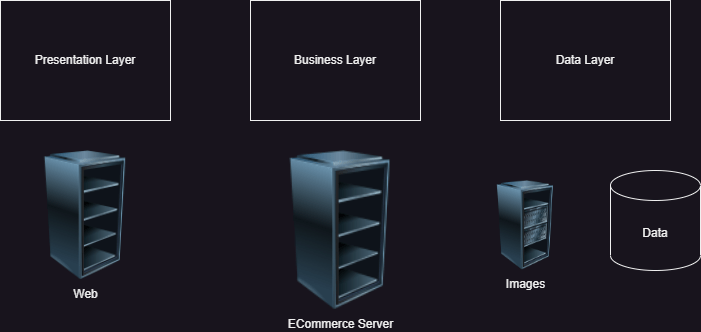 Presentation Layer
Business Layer
Data Layer
Web
ECommerce Server
Images
Data